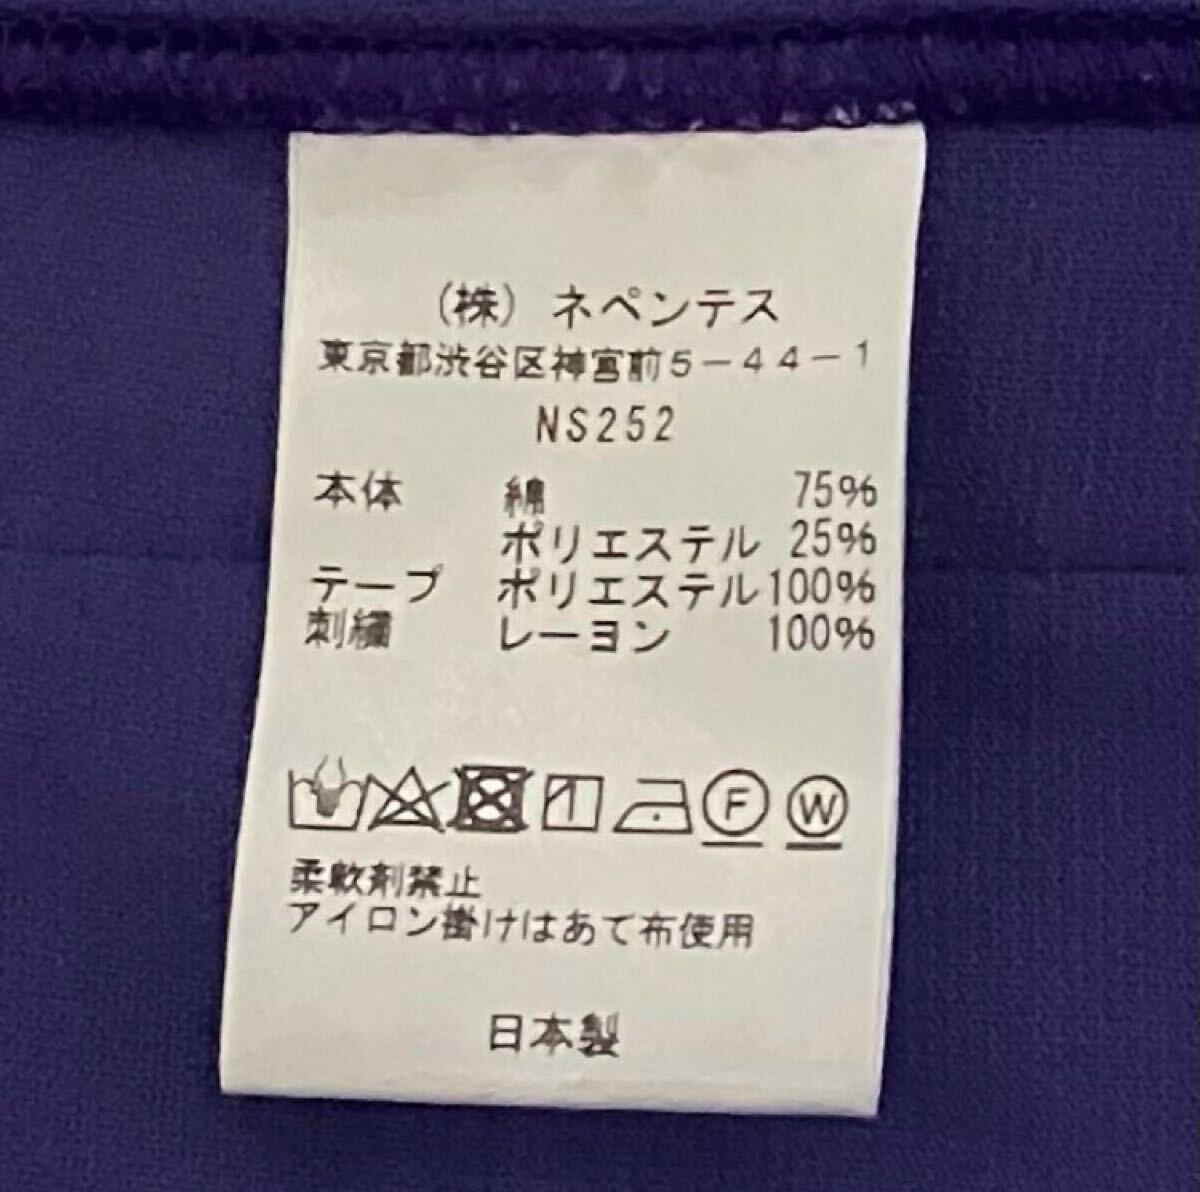 (株) ネペンテス
東京都渋谷区神宮前5-44-1
NS252
本体 綿 75%
ポリエステル 25%
テープ ポリエステル 100%
刺繍 レーヨン 100%
F W
柔軟剤禁止
アイロン掛けはあて布使用
日本製